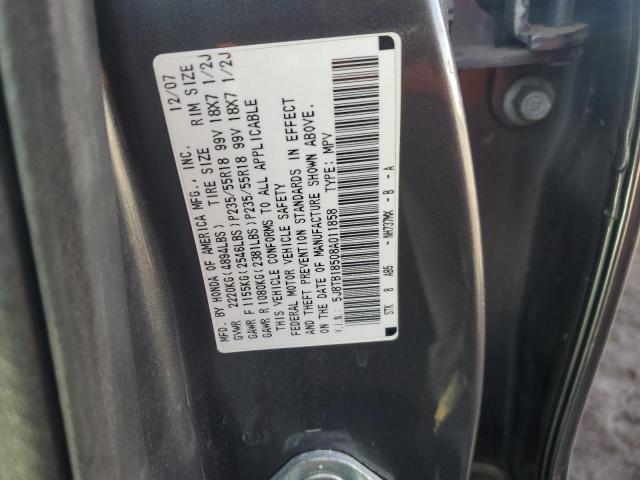 MFD. BY HONDA OF AMERICA MFG., INC. 12/07
GVWR 2220KG(4894LBS) TIRE SIZE RIM SIZE
GAWR F 1155KG(2546LBS)P235/55R18 99V 18X7 1/2J
GAWR R 1080KG(2381LBS)P235/55R18 99V 18X7 1/2J
THIS VEHICLE CONFORMS TO ALL APPLICABLE
FEDERAL MOTOR VEHICLE SAFETY
AND THEFT PREVENTION STANDARDS IN EFFECT
ON THE DATE OF MANUFACTURE SHOWN ABOVE.
V.I.N. 5J8TB18508A011858 TYPE: MPV
STK B A85 - NH737MX - B - A